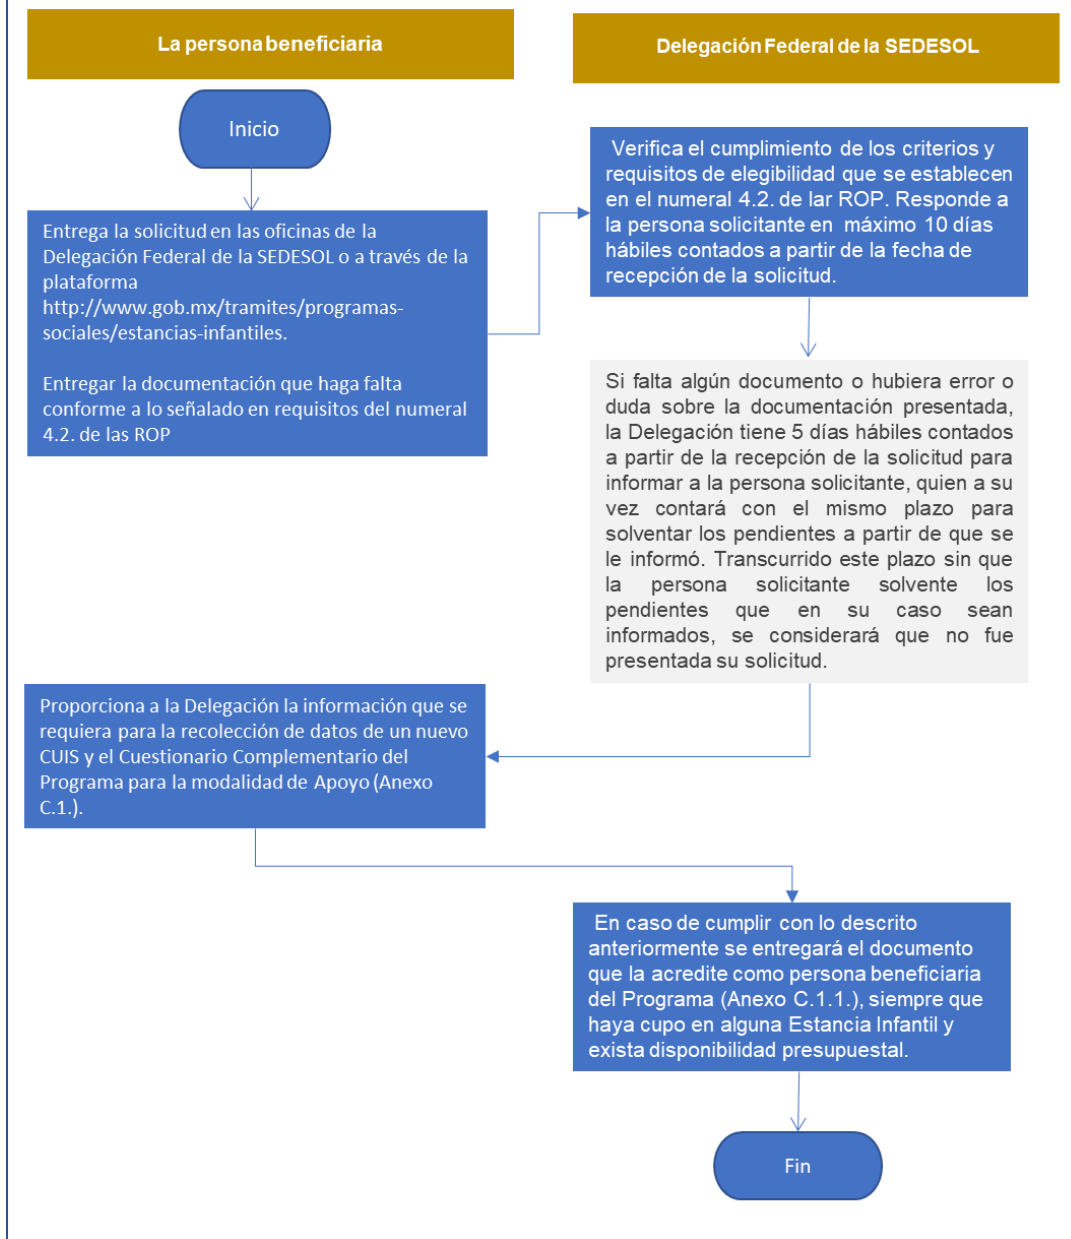 La persona beneficiaria
Delegación Federal de la SEDESOL
Inicio
Entrega la solicitud en las oficinas de la
Delegación Federal de la SEDESOL o a través de la
plataforma
http://www.gob.mx/tramites/programas-
sociales/estancias-infantiles.
Entregar la documentación que haga falta
conforme a lo señalado en requisitos del numeral
4.2. de las ROP
Verifica el cumplimiento de los criterios y
requisitos de elegibilidad que se establecen
en el numeral 4.2. de lar ROP. Responde a
la persona solicitante en máximo 10 días
hábiles contados a partir de la fecha de
recepción de la solicitud.
Si falta algún documento o hubiera error o
duda sobre la documentación presentada,
la Delegación tiene 5 días hábiles contados
a partir de la recepción de la solicitud para
informar a la persona solicitante, quien a su
vez contará con el mismo plazo para
solventar los pendientes a partir de que se
le informó. Transcurrido este plazo sin que
la persona solicitante solvente los
pendientes que en su caso sean
informados, se considerará que no fue
presentada su solicitud.
Proporciona a la Delegación la información que se
requiera para la recolección de datos de un nuevo
CUIS y el Cuestionario Complementario del
Programa para la modalidad de Apoyo (Anexo
C.1.).
En caso de cumplir con lo descrito
anteriormente se entregará el documento
que la acredite como persona beneficiaria
del Programa (Anexo C.1.1.), siempre que
haya cupo en alguna Estancia Infantil y
exista disponibilidad presupuestal.
Fin